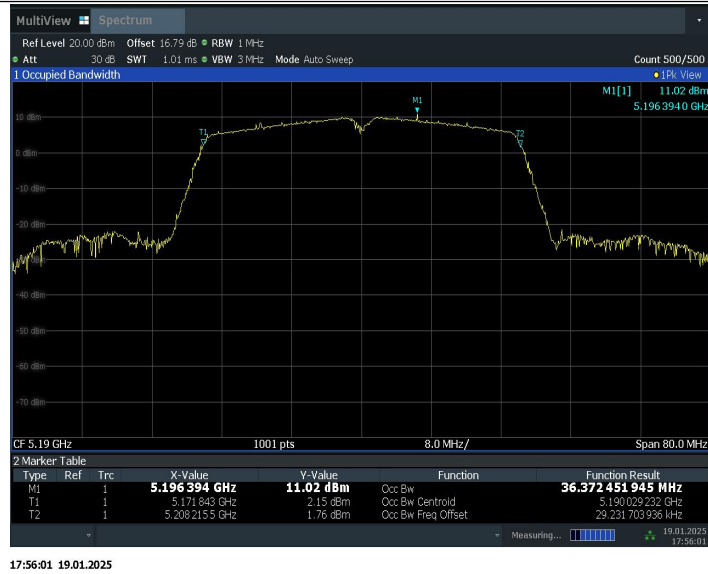 MultiView Spectrum
Ref Level 20.00 dBm Offset 16.79 dB RBW 1 MHz
Att 30 dB SWT 1.01 ms VBW 3 MHz Mode Auto Sweep Count 500/500
1 Occupied Bandwidth 1Pk View
M1[1] 11.02 dBm
5.1963940 GHz
M1
10 dBm
T1
T2
0 dBm
-10 dBm
-20 dBm
-40 dBm
-50 dBm
-60 dBm
-70 dBm
CF 5.19 GHz 1001 pts 8.0 MHz/ Span 80.0 MHz
2 Marker Table
Type Ref Trc X-Value Y-Value Function Function Result
M1 1 5.196 394 GHz 11.02 dBm Occ Bw 36.372 451 945 MHz
T1 1 5.171 843 GHz 2.15 dBm Occ Bw Centroid 5.190 029 232 GHz
T2 1 5.208 215 5 GHz 1.76 dBm Occ Bw Freq Offset 29.231 703 936 kHz
Measuring... 19.01.2025
17:56:01
17:56:01 19.01.2025